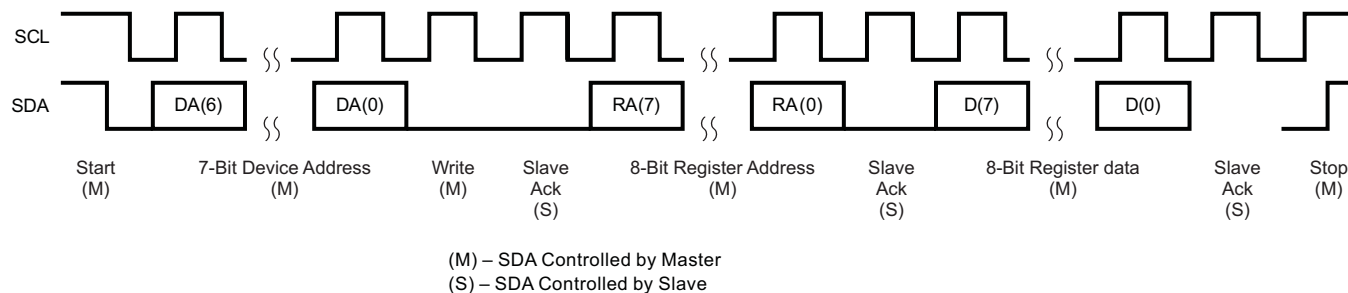 SCL
SDA
DA(6) DA(0) RA(7) RA(0) D(7) D(0)
Start 7-Bit Device Address Write Slave 8-Bit Register Address Slave 8-Bit Register data Slave Stop
(M) (M) (M) Ack (M) Ack (M) Ack (M)
(S) (S) (S)
(M) – SDA Controlled by Master
(S) – SDA Controlled by Slave